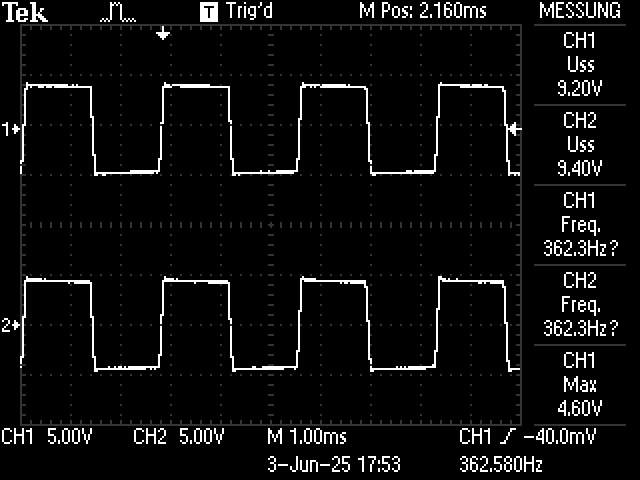 Tek T Trig'd M Pos: 2.160ms MESSUNG
CH1
Uss
9.20V
CH2
Uss
9.40V
CH1
Freq.
362.3Hz?
CH2
Freq.
362.3Hz?
CH1
Max
4.60V
1
2
CH1 5.00V CH2 5.00V M 1.00ms CH1 -40.0mV
3-Jun-25 17:53 362.580Hz